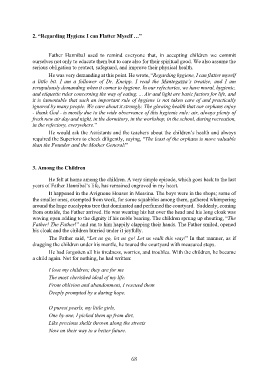 2. “Regarding Hygiene I can Flatter Myself …”
Father Hannibal used to remind everyone that, in accepting children we commit
ourselves not only to educate them but to care also for their spiritual good. We also assume the
serious obligation to protect, safeguard, and improve their physical health.
He was very demanding at this point. He wrote, “Regarding hygiene, I can flatter myself
a little bit. I am a follower of Dr. Kneipp. I read the Mantegazza's treatise, and I am
scrupulously demanding when it comes to hygiene. In our refectories, we have moral, hygienic,
and etiquette rules concerning the way of eating. ... Air and light are basic factors for life, and
it is lamentable that such an important rule of hygiene is not taken care of and practically
ignored by many people. We care about it strongly. The glowing health that our orphans enjoy
- thank God - is mostly due to the wide observance of this hygienic rule: air, always plenty of
fresh new air day and night, in the dormitory, in the workshop, in the school, during recreation,
in the refectory, everywhere.”
He would ask the Assistants and the teachers about the children's health and always
required the Superiors to check diligently, saying, “The least of the orphans is more valuable
than the Founder and the Mother General!”
3. Among the Children
He felt at home among the children. A very simple episode, which goes back to the last
years of Father Hannibal's life, has remained engraved in my heart.
It happened in the Avignone House in Messina. The boys were in the shops; some of
the smaller ones, exempted from work, far some squabbles among them, gathered whimpering
around the huge eucalyptus tree that dominated and perfumed the courtyard. Suddenly, coming
from outside, the Father arrived. He was wearing his hat over the head and his long cloak was
waving open adding to the dignity of his noble bearing. The children sprang up shouting, “The
Father! The Father!” and ran to him happily clapping their hands. The Father smiled, opened
his cloak and the children hurried under it joyfully.
The Father said, “Let us go, let us go! Let us walk this way!” In that manner, as if
dragging the children under his mantle, he toured the courtyard with measured steps.
He had forgotten all his tiredness, worries, and troubles. With the children, he became
a child again. Not for nothing, he had written:
I love my children; they are for me
The most cherished ideal of my life.
From oblivion and abandonment, I rescued them
Deeply prompted by a daring hope.
O purest pearls, my little girls,
One by one, I picked them up from dirt,
Like precious shells thrown along the streets
Now on their way to a better future.
68